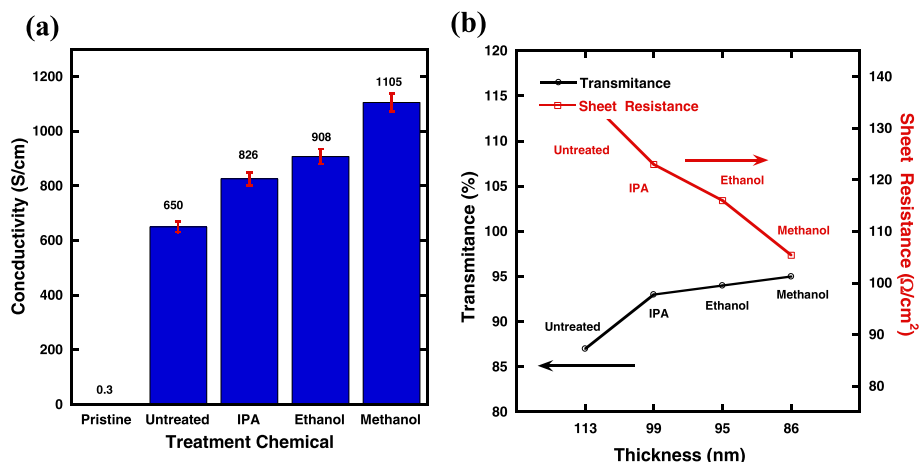 (a)
Concductivity (S/cm)
1200
1000
800
600
400
200
0
0.3
650
826
908
1105
Pristine Untreated IPA Ethanol Methanol
Treatment Chemical
(b)
Transmitance (%)
120
115
110
105
100
95
90
85
80
Transmitance
Sheet Resistance
Untreated
IPA
Ethanol
Methanol
Untreated
IPA
Ethanol
Methanol
140
130
120
110
100
90
80
Sheet Resistance (Ω/cm²)
113 99 95 86
Thickness (nm)